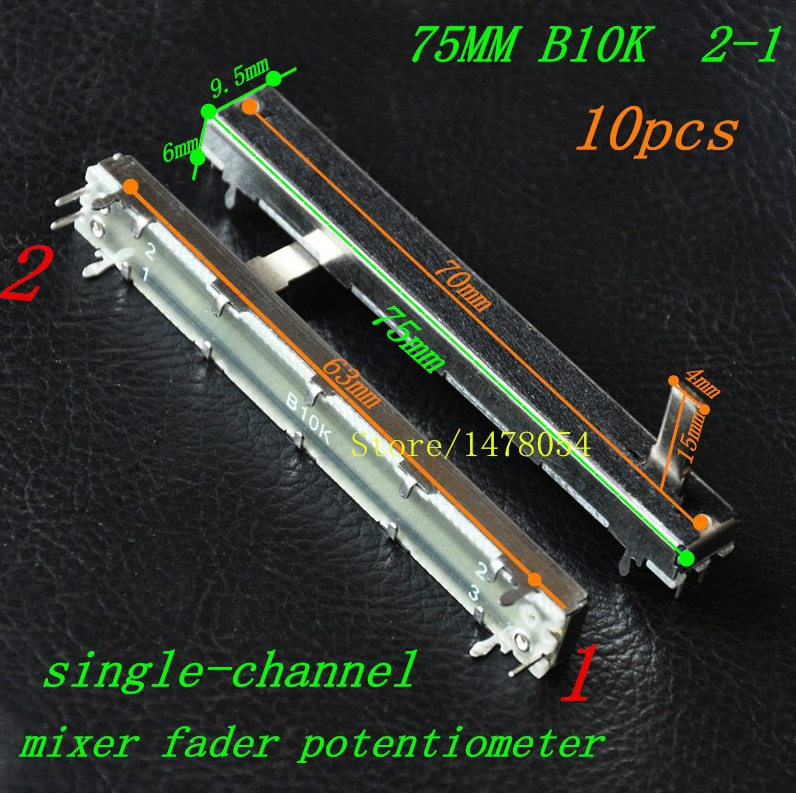 75MM B10K 2-1
10pcs
9.5mm
6mm
2
2
1
70mm
75mm
63mm
4mm
15mm
B10K
Store/1478054
2
3
1
single-channel
mixer fader potentiometer